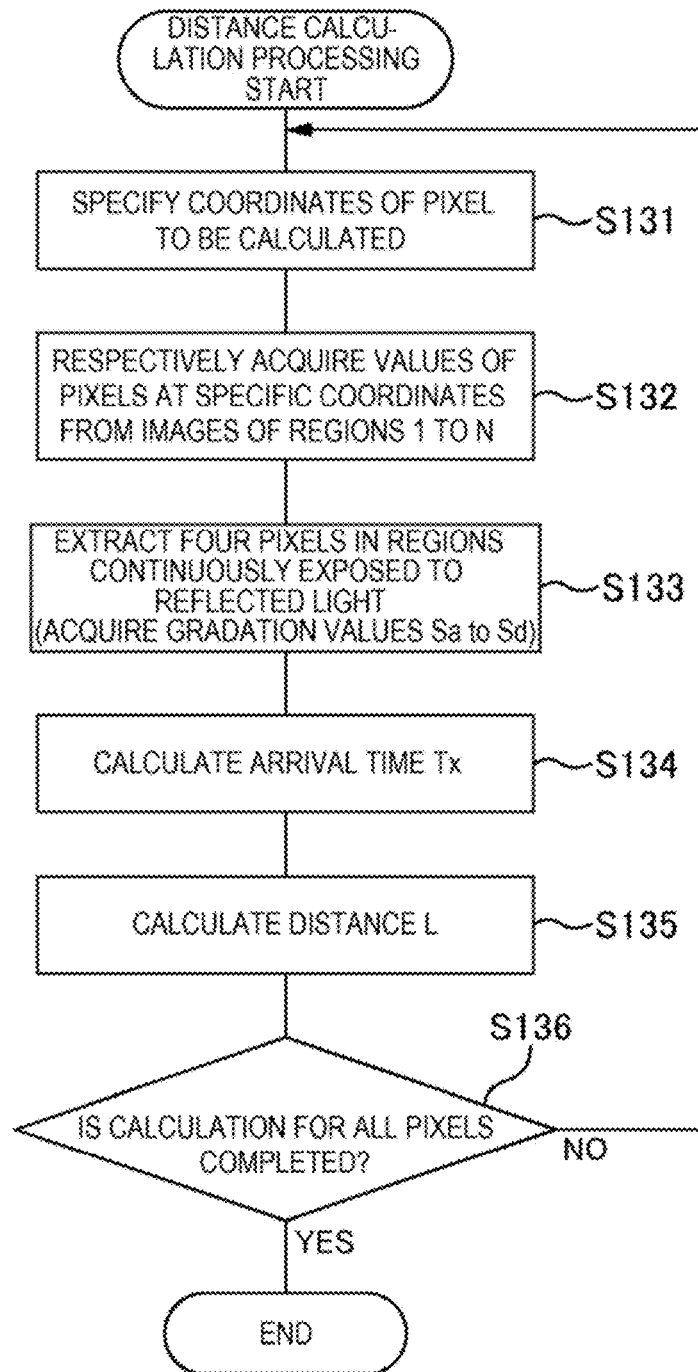 DISTANCE CALCU-
LATION PROCESSING
START
SPECIFY COORDINATES OF PIXEL
TO BE CALCULATED
S131
RESPECTIVELY ACQUIRE VALUES OF
PIXELS AT SPECIFIC COORDINATES
FROM IMAGES OF REGIONS 1 TO N
S132
EXTRACT FOUR PIXELS IN REGIONS
CONTINUOUSLY EXPOSED TO
REFLECTED LIGHT
(ACQUIRE GRADATION VALUES Sa to Sd)
S133
CALCULATE ARRIVAL TIME Tx
S134
CALCULATE DISTANCE L
S135
S136
IS CALCULATION FOR ALL PIXELS
COMPLETED?
NO
YES
END